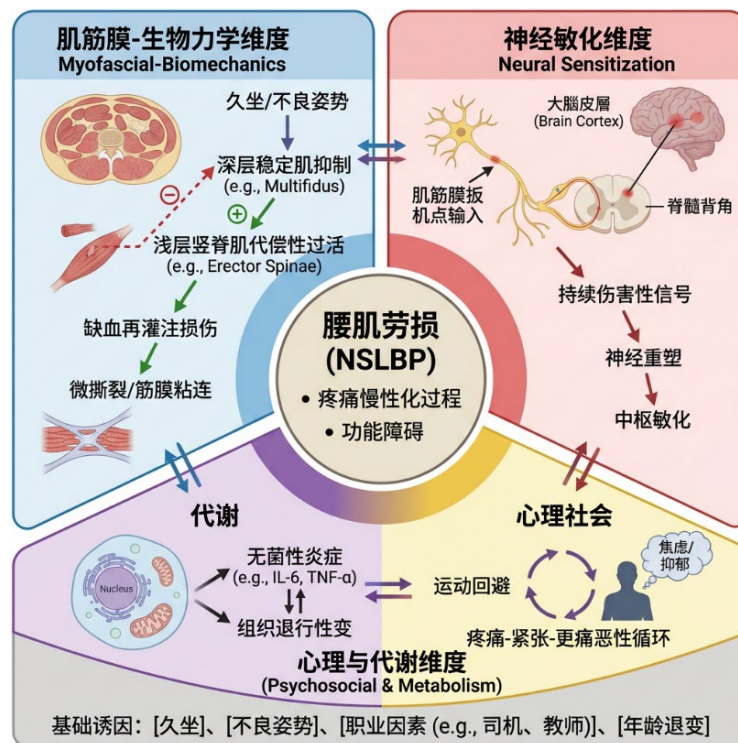 肌筋膜-生物力学维度
Myofascial-Biomechanics
久坐/不良姿势
深层稳定肌抑制
(e.g., Multifidus)
浅层竖脊肌代偿性过活
(e.g., Erector Spinae)
缺血再灌注损伤
微撕裂/筋膜粘连
神经敏化维度
Neural Sensitization
大腦皮層
(Brain Cortex)
肌筋膜扳
机点输入
脊髓背角
持续伤害性信号
神经重塑
中枢敏化
腰肌劳损
(NSLBP)
• 疼痛慢性化过程
• 功能障碍
代谢
Nucleus
无菌性炎症
(e.g., IL-6, TNF-α)
组织退行性变
心理社会
运动回避
焦虑/
抑郁
疼痛-紧张-更痛恶性循环
心理与代谢维度
(Psychosocial & Metabolism)
基础诱因：[久坐]、[不良姿势]、[职业因素 (e.g., 司机、教师)]、[年龄退变]